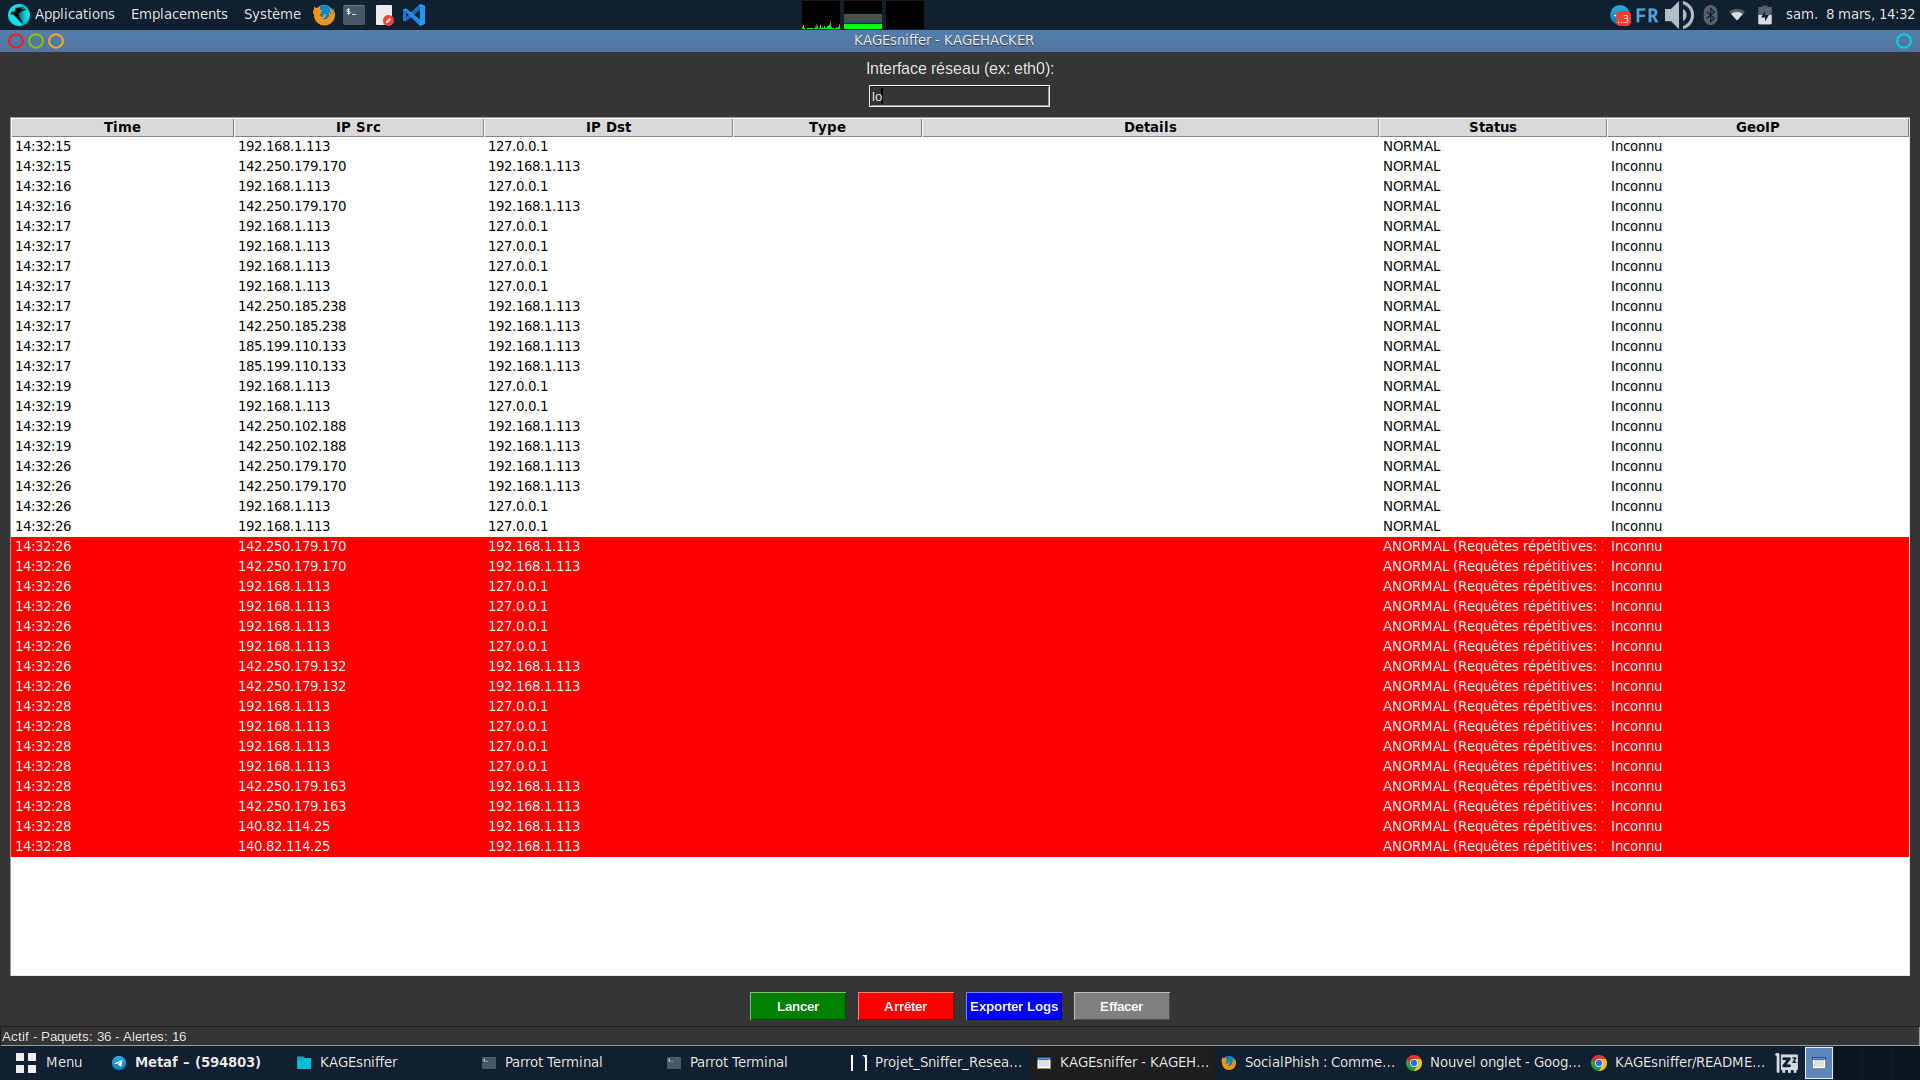 Applications Emplacements Système FR sam. 8 mars, 14:32
KAGEsniffer - KAGEHACKER
Interface réseau (ex: eth0):
lo
Time IP Src IP Dst Type Details Status GeoIP
14:32:15 192.168.1.113 127.0.0.1 NORMAL Inconnu
14:32:15 142.250.179.170 192.168.1.113 NORMAL Inconnu
14:32:16 192.168.1.113 127.0.0.1 NORMAL Inconnu
14:32:16 142.250.179.170 192.168.1.113 NORMAL Inconnu
14:32:17 192.168.1.113 127.0.0.1 NORMAL Inconnu
14:32:17 192.168.1.113 127.0.0.1 NORMAL Inconnu
14:32:17 192.168.1.113 127.0.0.1 NORMAL Inconnu
14:32:17 192.168.1.113 127.0.0.1 NORMAL Inconnu
14:32:17 142.250.185.238 192.168.1.113 NORMAL Inconnu
14:32:17 142.250.185.238 192.168.1.113 NORMAL Inconnu
14:32:17 185.199.110.133 192.168.1.113 NORMAL Inconnu
14:32:17 185.199.110.133 192.168.1.113 NORMAL Inconnu
14:32:19 192.168.1.113 127.0.0.1 NORMAL Inconnu
14:32:19 192.168.1.113 127.0.0.1 NORMAL Inconnu
14:32:19 142.250.102.188 192.168.1.113 NORMAL Inconnu
14:32:19 142.250.102.188 192.168.1.113 NORMAL Inconnu
14:32:26 142.250.179.170 192.168.1.113 NORMAL Inconnu
14:32:26 142.250.179.170 192.168.1.113 NORMAL Inconnu
14:32:26 192.168.1.113 127.0.0.1 NORMAL Inconnu
14:32:26 192.168.1.113 127.0.0.1 NORMAL Inconnu
14:32:26 142.250.179.170 192.168.1.113 ANORMAL (Requêtes répétitives: Inconnu
14:32:26 142.250.179.170 192.168.1.113 ANORMAL (Requêtes répétitives: Inconnu
14:32:26 192.168.1.113 127.0.0.1 ANORMAL (Requêtes répétitives: Inconnu
14:32:26 192.168.1.113 127.0.0.1 ANORMAL (Requêtes répétitives: Inconnu
14:32:26 192.168.1.113 127.0.0.1 ANORMAL (Requêtes répétitives: Inconnu
14:32:26 192.168.1.113 127.0.0.1 ANORMAL (Requêtes répétitives: Inconnu
14:32:26 142.250.179.132 192.168.1.113 ANORMAL (Requêtes répétitives: Inconnu
14:32:26 142.250.179.132 192.168.1.113 ANORMAL (Requêtes répétitives: Inconnu
14:32:28 192.168.1.113 127.0.0.1 ANORMAL (Requêtes répétitives: Inconnu
14:32:28 192.168.1.113 127.0.0.1 ANORMAL (Requêtes répétitives: Inconnu
14:32:28 192.168.1.113 127.0.0.1 ANORMAL (Requêtes répétitives: Inconnu
14:32:28 192.168.1.113 127.0.0.1 ANORMAL (Requêtes répétitives: Inconnu
14:32:28 142.250.179.163 192.168.1.113 ANORMAL (Requêtes répétitives: Inconnu
14:32:28 142.250.179.163 192.168.1.113 ANORMAL (Requêtes répétitives: Inconnu
14:32:28 140.82.114.25 192.168.1.113 ANORMAL (Requêtes répétitives: Inconnu
14:32:28 140.82.114.25 192.168.1.113 ANORMAL (Requêtes répétitives: Inconnu
Lancer Arrêter Exporter Logs Effacer
Actif - Paquets: 36 - Alertes: 16
Menu Metaf – (594803) KAGEsniffer Parrot Terminal Parrot Terminal Projet_Sniffer_Resea... KAGEsniffer - KAGEH... SocialPhish : Comme... Nouvel onglet - Goog... KAGEsniffer/README...